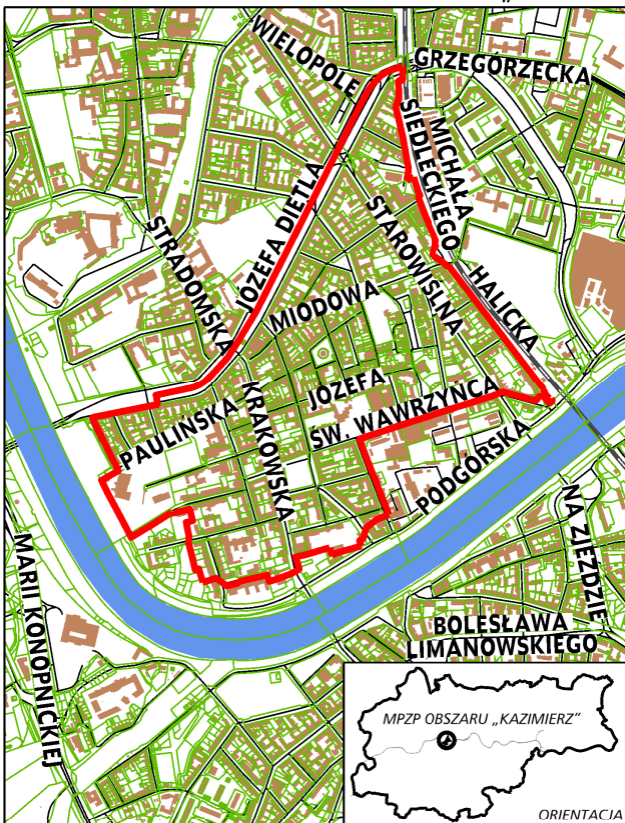 „
WIELOPOLE
GRZEGÓRZECKA
MICHAŁA
SIEDLECKIEGO
JÓZEFA DIETLA
STRADOMSKA
STAROWIŚLNA
HALICKA
MIODOWA
JÓZEFA
PAULIŃSKA
KRAKOWSKA
ŚW. WAWRZYŃCA
PODGÓRSKA
NA ZJEŹDZIE
MARII KONOPNICKIEJ
BOLESŁAWA
LIMANOWSKIEGO
MPZP OBSZARU „KAZIMIERZ”
ORIENTACJA